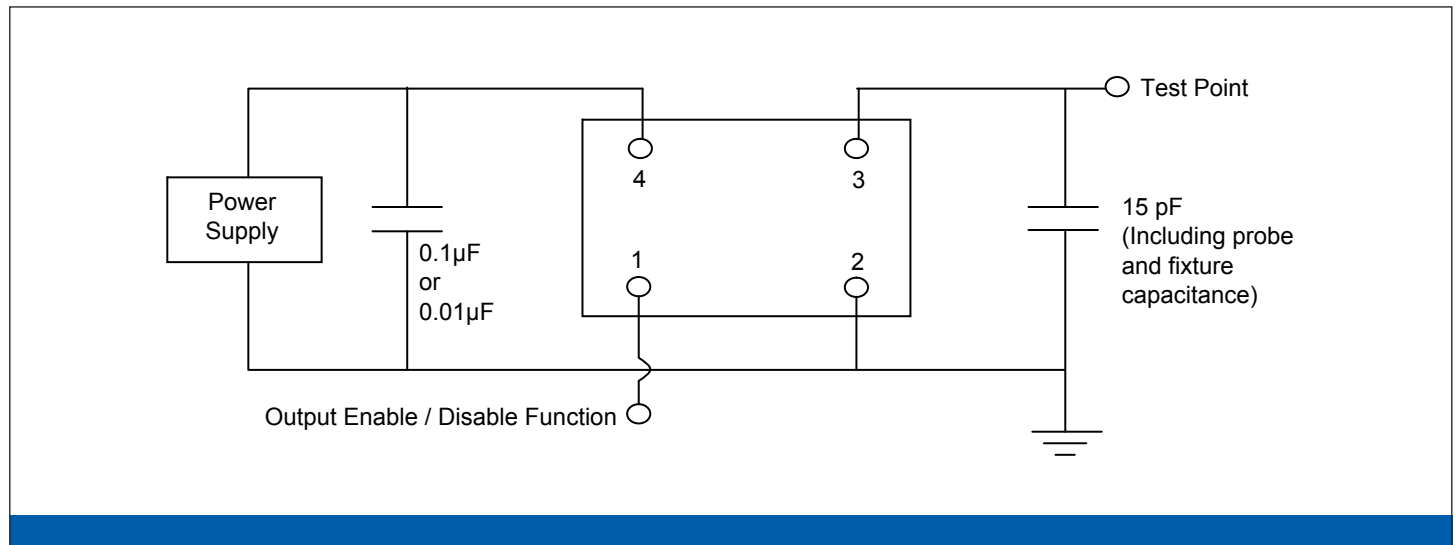 Test Point
4
3
Power
Supply
0.1µF
or
0.01µF
1
2
15 pF
(Including probe
and fixture
capacitance)
Output Enable / Disable Function